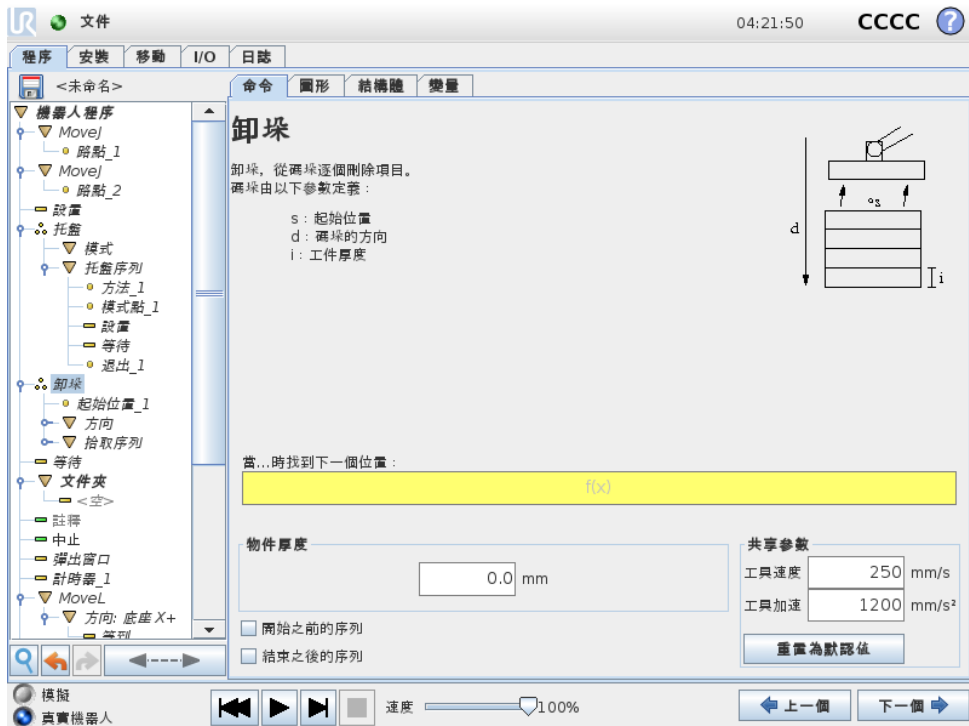 UR 文件 04:21:50 CCCC ?
程序 安裝 移動 I/O 日誌
<未命名> 命令 圖形 結構體 變量
機器人程序
MoveJ
路點_1
MoveJ
路點_2
設置
托盤
模式
托盤序列
方法_1
模式點_1
設置
等待
退出_1
卸垛
起始位置_1
方向
拾取序列
等待
文件夾
<空>
註釋
中止
彈出窗口
計時器_1
MoveL
方向: 底座 X+
等到
卸垛
卸垛，從碼垛逐個刪除項目。
碼垛由以下參數定義：
s：起始位置
d：碼垛的方向
i：工件厚度
s
d
i
當...時找到下一個位置：
f(x)
物件厚度
0.0 mm
開始之前的序列
結束之後的序列
共享參數
工具速度 250 mm/s
工具加速 1200 mm/s²
重置為默認值
模擬
真實機器人
速度 100%
上一個 下一個